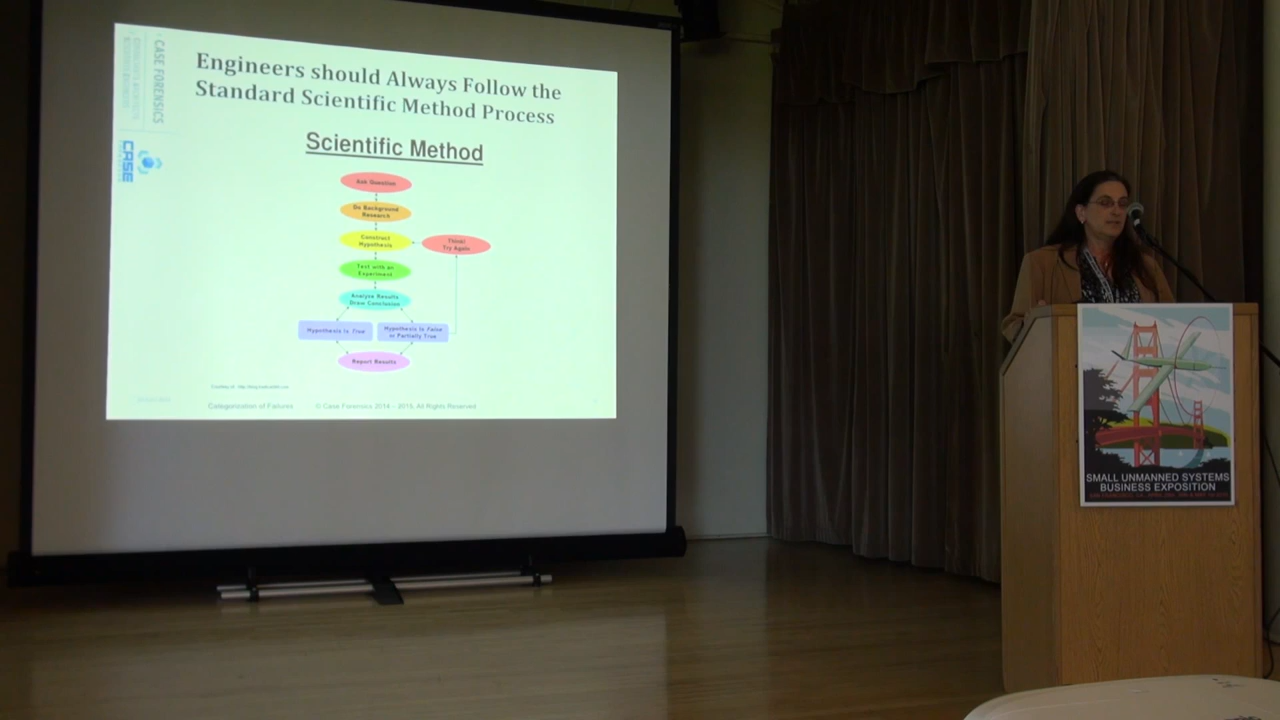 CASE FORENSICS
CASE
Engineers should Always Follow the
Standard Scientific Method Process
Scientific Method
Ask Question
Do Background
Research
Construct
Hypothesis
Think!
Try Again
Test with an
Experiment
Analyze Results
Draw Conclusion
Hypothesis is True
Hypothesis is False
or Partially True
Report Results
Categorization of Failures © Case Forensics 2014 – 2015, All Rights Reserved
SMALL UNMANNED SYSTEMS
BUSINESS EXPOSITION